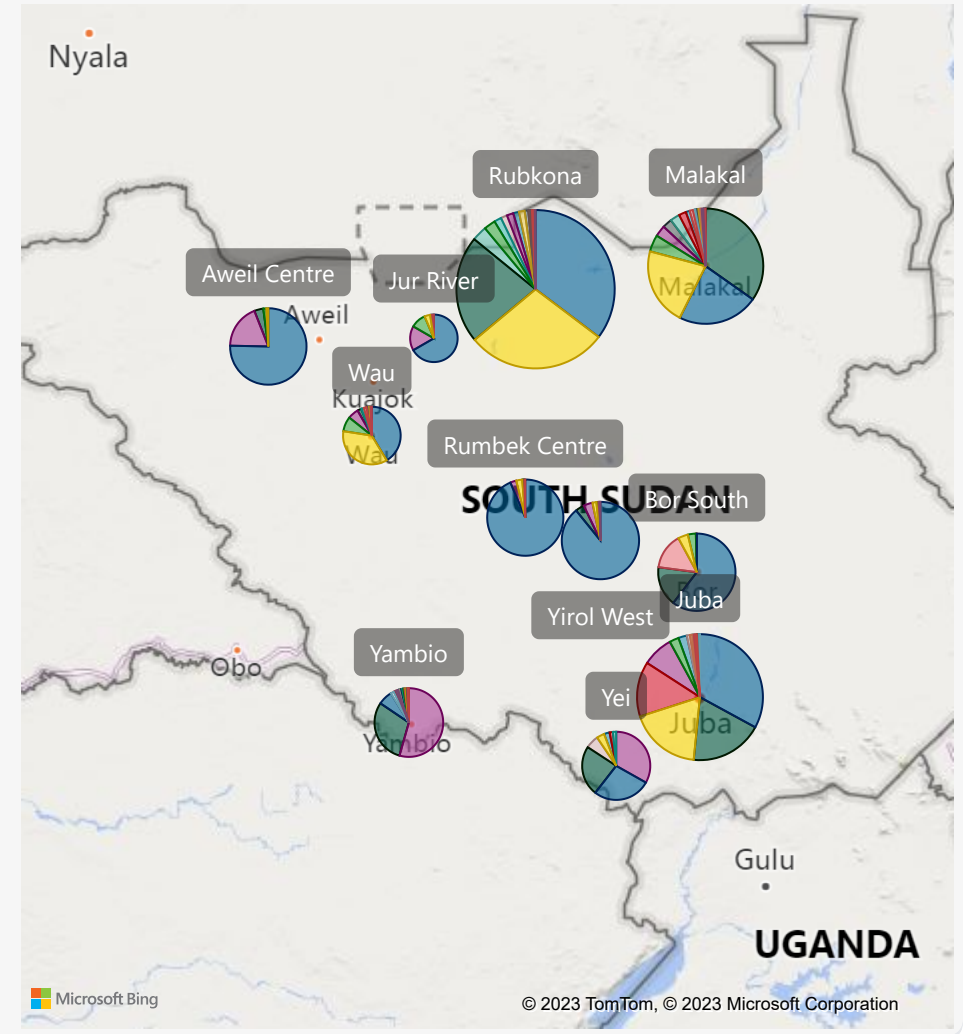 Nyala
Rubkona
Malakal
Malakal
Aweil Centre
Jur River
Aweil
Wau
Kuajok
Wau
Rumbek Centre
SOUTH SUDAN
Bor South
Bor
Juba
Yirol West
Yambio
Obo
Yei
Juba
Yambio
Gulu
UGANDA
Microsoft Bing
© 2023 TomTom, © 2023 Microsoft Corporation